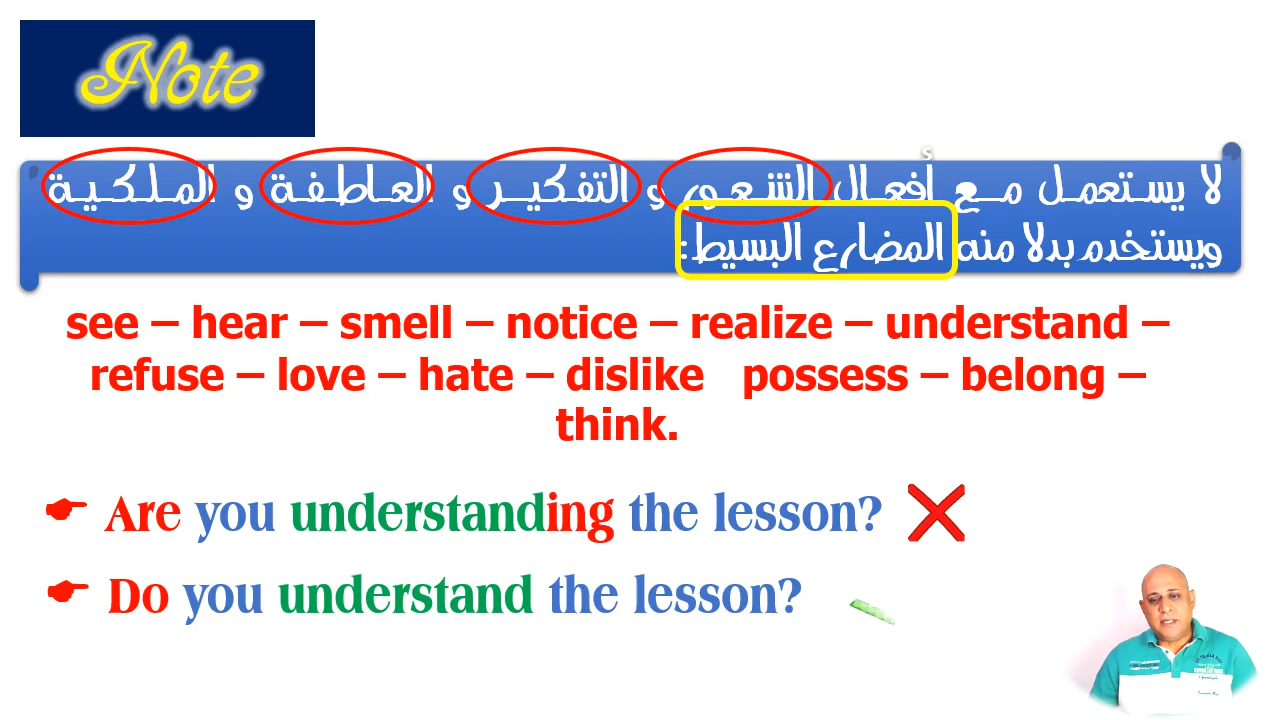 Note
لا يستعمل مع أفعال الشعور و التفكير و العاطفة و الملكية
ويستخدم بدلا منه المضارع البسيط:
see – hear – smell – notice – realize – understand –
refuse – love – hate – dislike possess – belong –
think.
Are you understanding the lesson?
Do you understand the lesson?